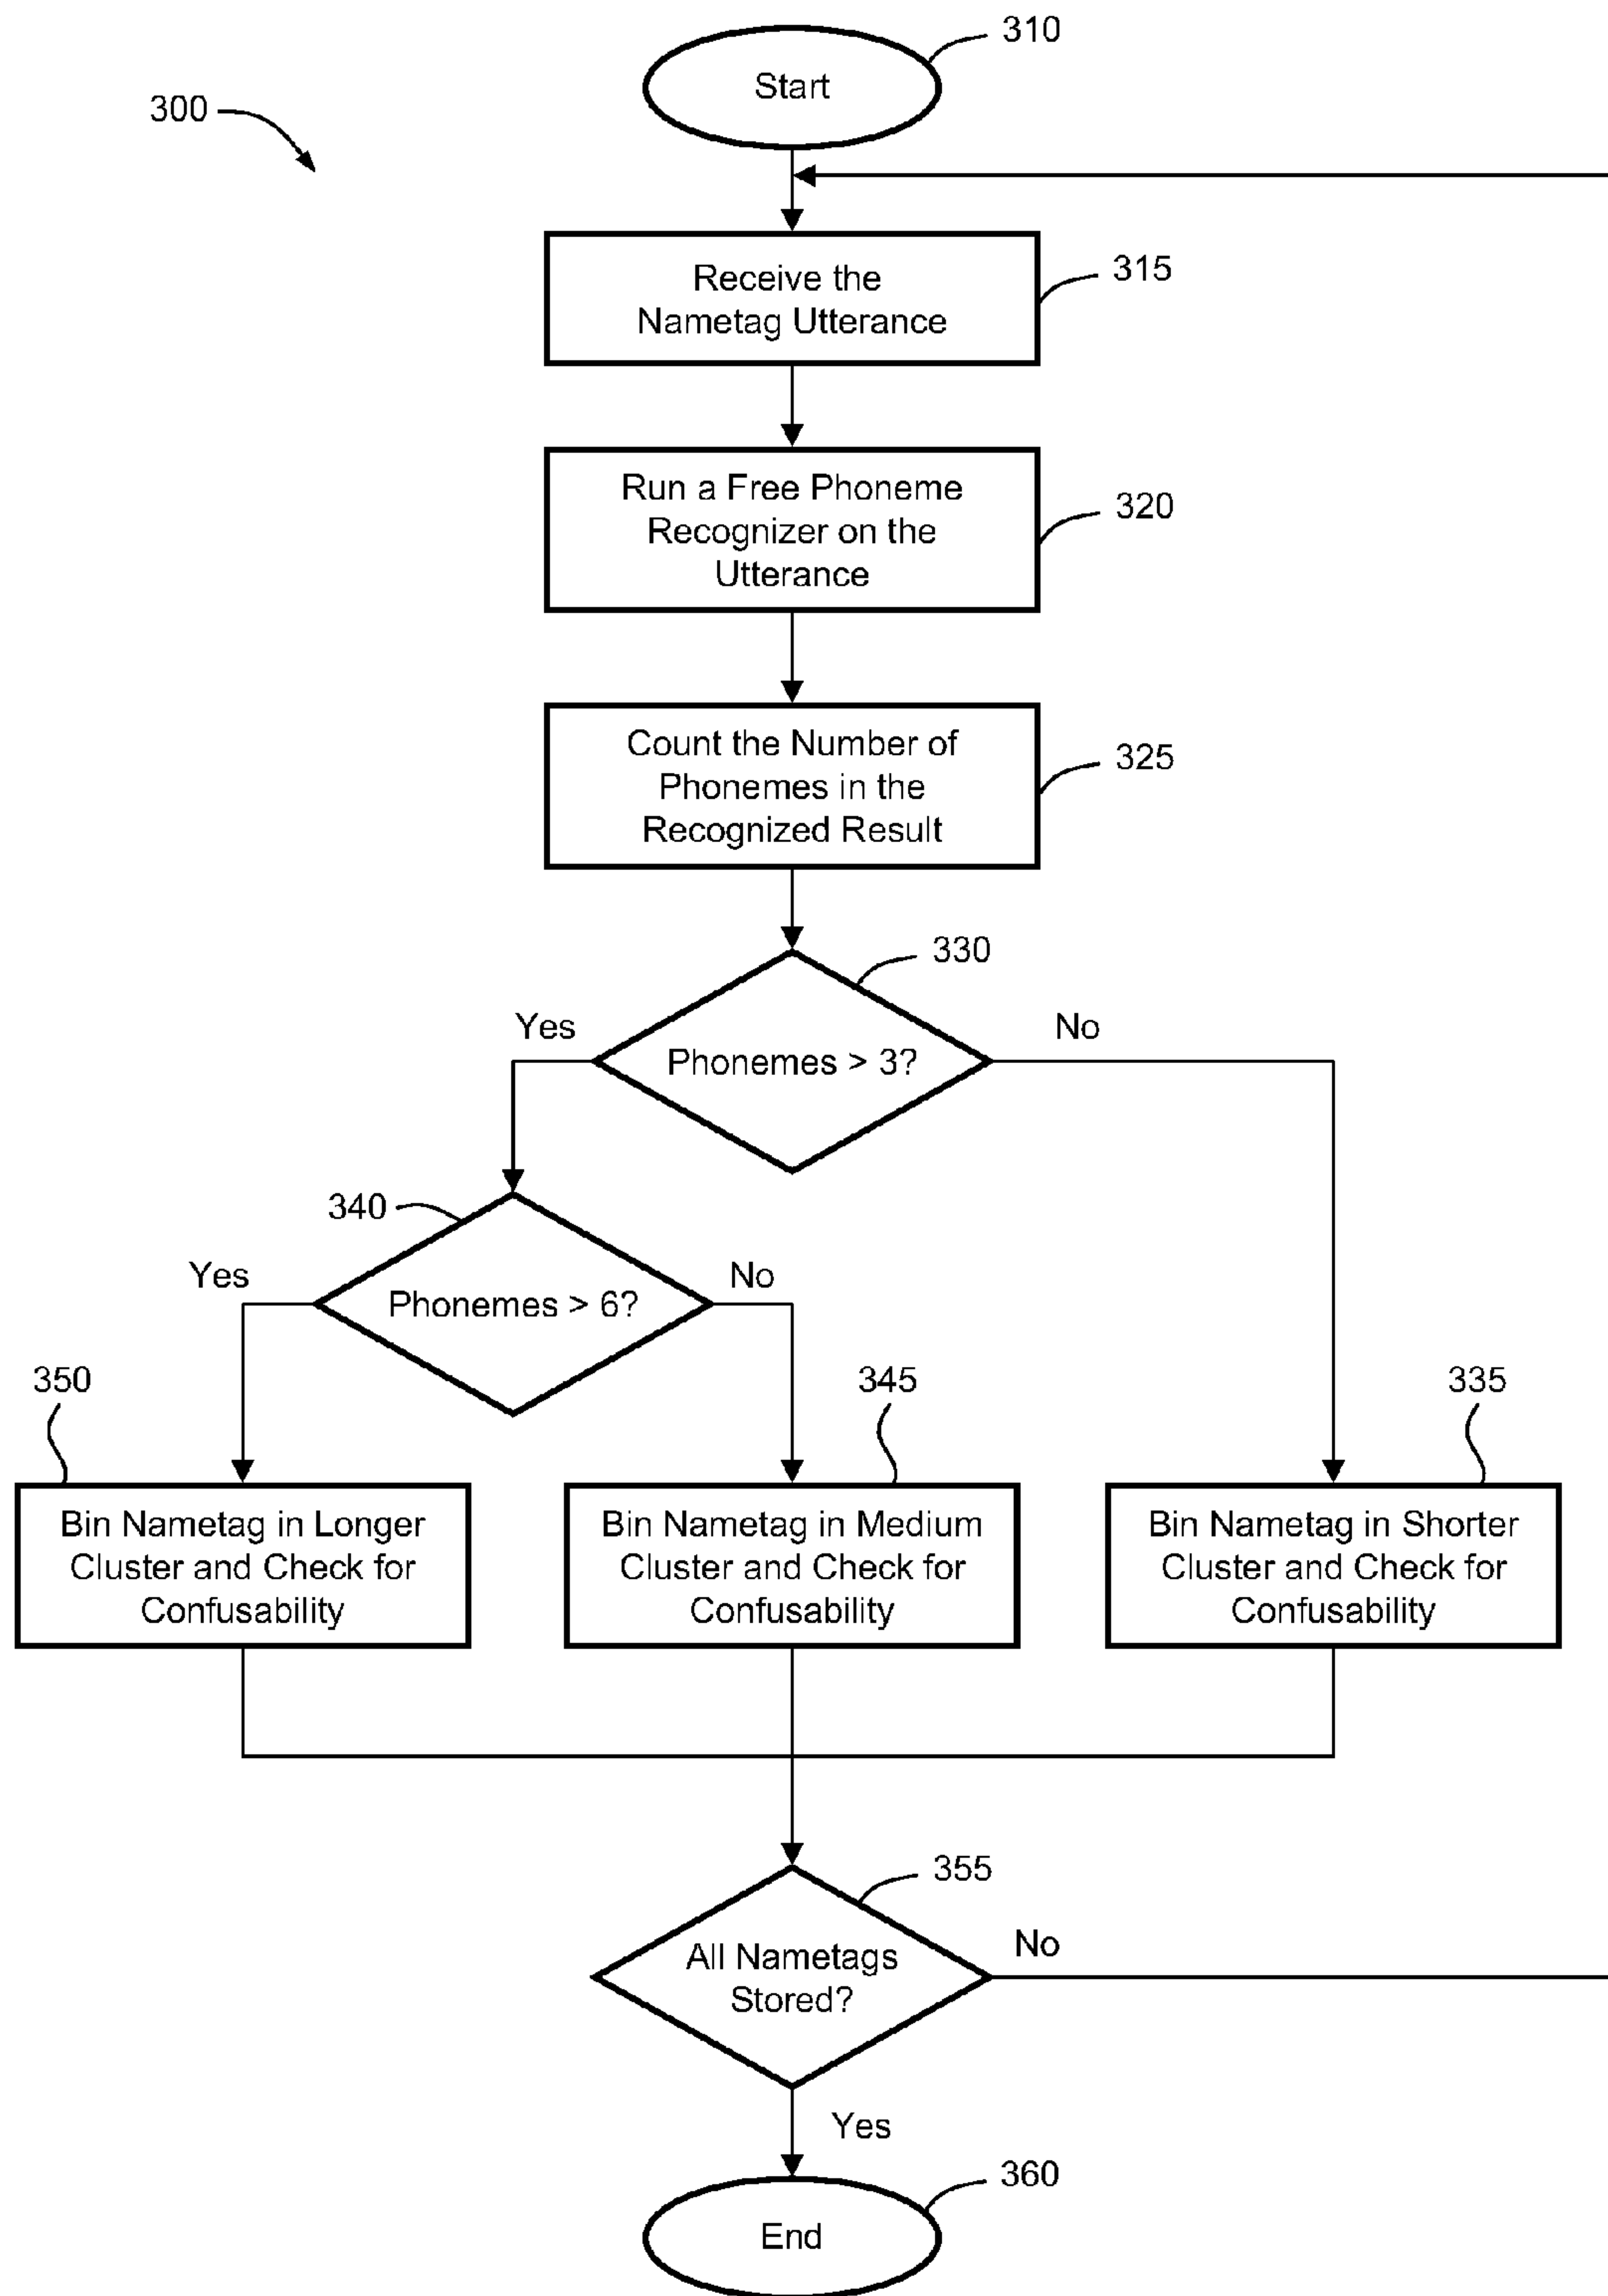 310
Start
300
315
Receive the
Nametag Utterance
320
Run a Free Phoneme
Recognizer on the
Utterance
325
Count the Number of
Phonemes in the
Recognized Result
330
Yes
No
Phonemes > 3?
340
Yes
No
Phonemes > 6?
350
345
335
Bin Nametag in Longer
Cluster and Check for
Confusability
Bin Nametag in Medium
Cluster and Check for
Confusability
Bin Nametag in Shorter
Cluster and Check for
Confusability
355
No
All Nametags
Stored?
Yes
360
End